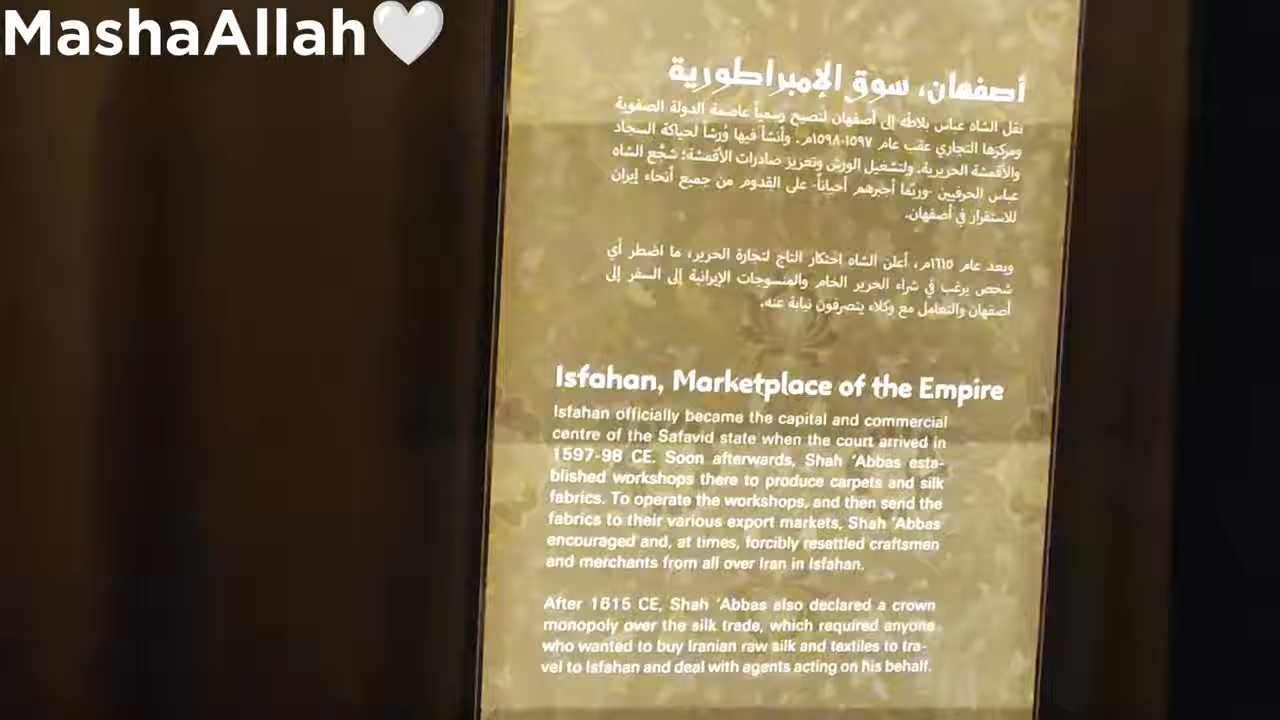 MashaAllah🤍
أصفهان، سوق الإمبراطورية
نقل الشاه عباس بلاطَه إلى أصفهان لتصبح رسمياً عاصمة الدولة الصفوية
ومركزها التجاري عقب عام ١٥٩٧-١٥٩٨م. وأنشأ فيها وُرشاً لحياكة السجاد
والأقمشة الحريرية. ولتشغيل الورش وتعزيز صادرات الأقمشة؛ شجَّع الشاه
عباس الحرفيين -وربّما أجبرهم أحياناً- على القدوم من جميع أنحاء إيران
للاستقرار في أصفهان.
وبعد عام ١٦١٥م، أعلن الشاه احتكار التاج لتجارة الحرير، ما اضطر أي
شخص يرغب في شراء الحرير الخام والمنسوجات الإيرانية إلى السفر إلى
أصفهان والتعامل مع وكلاء يتصرفون نيابة عنه.
Isfahan, Marketplace of the Empire
Isfahan officially became the capital and commercial
centre of the Safavid state when the court arrived in
1597-98 CE. Soon afterwards, Shah ‘Abbas esta-
blished workshops there to produce carpets and silk
fabrics. To operate the workshops, and then send the
fabrics to their various export markets, Shah ‘Abbas
encouraged and, at times, forcibly resettled craftsmen
and merchants from all over Iran in Isfahan.
After 1615 CE, Shah ‘Abbas also declared a crown
monopoly over the silk trade, which required anyone
who wanted to buy Iranian raw silk and textiles to tra-
vel to Isfahan and deal with agents acting on his behalf.